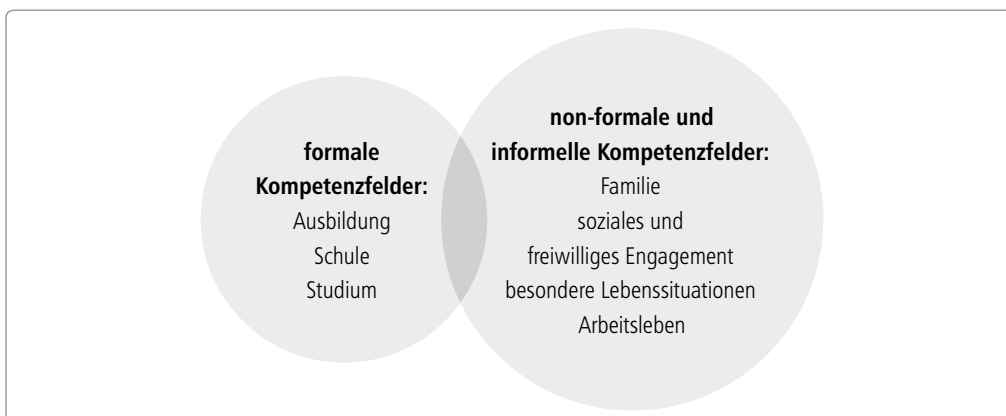 formale
Kompetenzfelder:
Ausbildung
Schule
Studium
non-formale und
informelle Kompetenzfelder:
Familie
soziales und
freiwilliges Engagement
besondere Lebenssituationen
Arbeitsleben